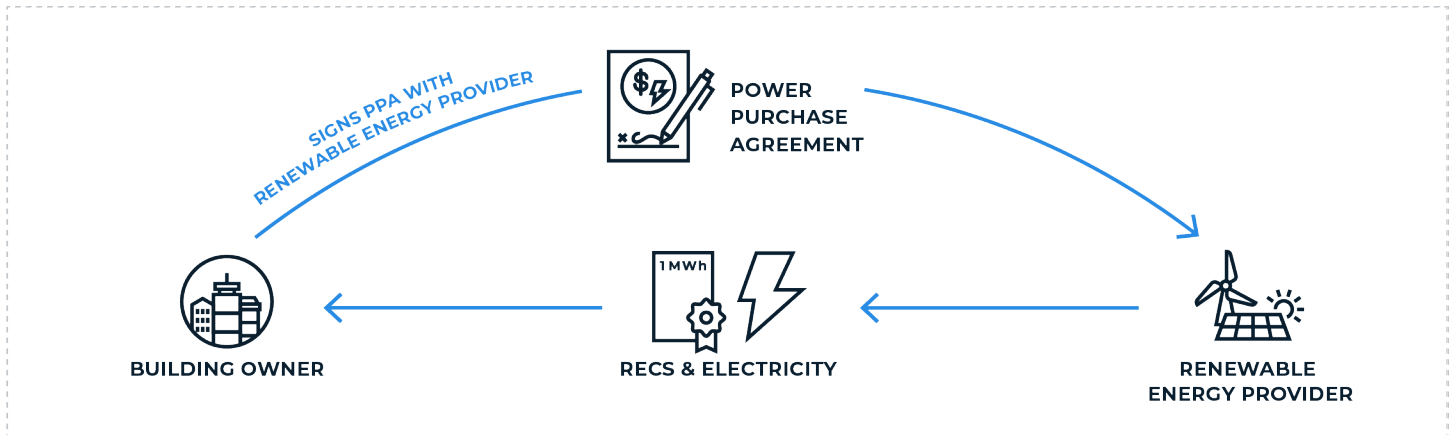 SIGNS PPA WITH
RENEWABLE ENERGY PROVIDER
$
POWER
PURCHASE
AGREEMENT
1 MWh
BUILDING OWNER
RECS & ELECTRICITY
RENEWABLE
ENERGY PROVIDER